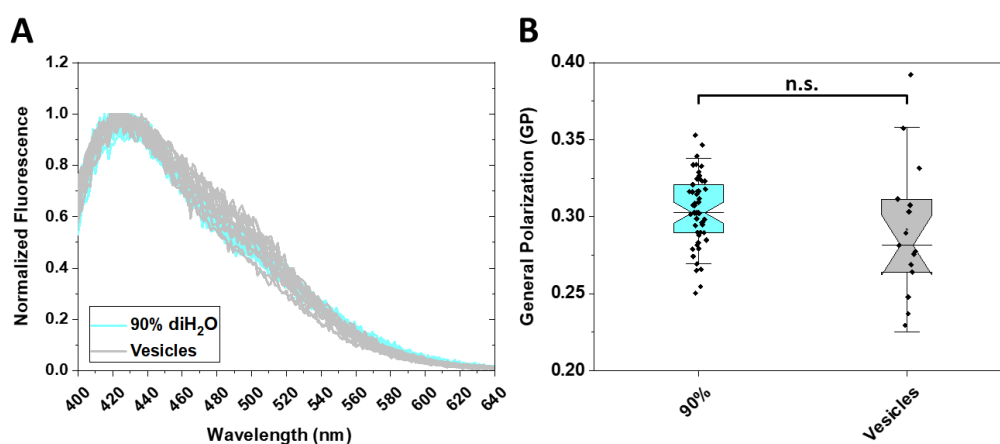 A
Normalized Fluorescence
1.2
1.0
0.8
0.6
0.4
0.2
0.0
90% diH₂O
Vesicles
400 420 440 460 480 500 520 540 560 580 600 620 640
Wavelength (nm)
B
General Polarization (GP)
0.40
0.35
0.30
0.25
0.20
n.s.
90% Vesicles